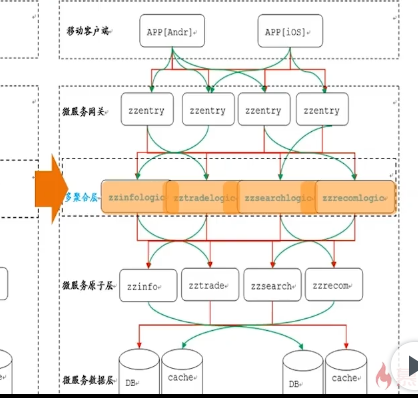 移动客户端 APP[Andr] APP[iOS]
微服务网关 zzentry zzentry zzentry zzentry
多聚合层 zzinfologic zztradelogic zzsearchlogic zzrecomlogic
微服务原子层 zzinfo zztrade zzsearch zzrecom
微服务数据层 DB cache DB cache